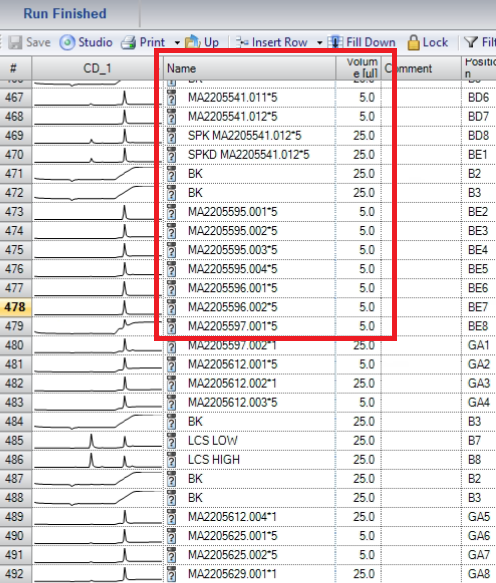 Run Finished
Save Studio Print Up Insert Row Fill Down Lock Filt
# CD_1 Name Volum e [ul] Comment Positio n
467 MA2205541.011*5 5.0 BD6
468 MA2205541.012*5 5.0 BD7
469 SPK MA2205541.012*5 25.0 BD8
470 SPKD MA2205541.012*5 25.0 BE1
471 BK 25.0 B2
472 BK 25.0 B3
473 MA2205595.001*5 5.0 BE2
474 MA2205595.002*5 5.0 BE3
475 MA2205595.003*5 5.0 BE4
476 MA2205595.004*5 5.0 BE5
477 MA2205596.001*5 5.0 BE6
478 MA2205596.002*5 5.0 BE7
479 MA2205597.001*5 5.0 BE8
480 MA2205597.002*1 25.0 GA1
481 MA2205612.001*5 5.0 GA2
482 MA2205612.002*1 25.0 GA3
483 MA2205612.003*5 5.0 GA4
484 BK 25.0 B3
485 LCS LOW 25.0 B7
486 LCS HIGH 25.0 B8
487 BK 25.0 B2
488 BK 25.0 B3
489 MA2205612.004*1 25.0 GA5
490 MA2205625.001*5 5.0 GA6
491 MA2205625.002*5 5.0 GA7
492 MA2205629.001*1 25.0 GA8